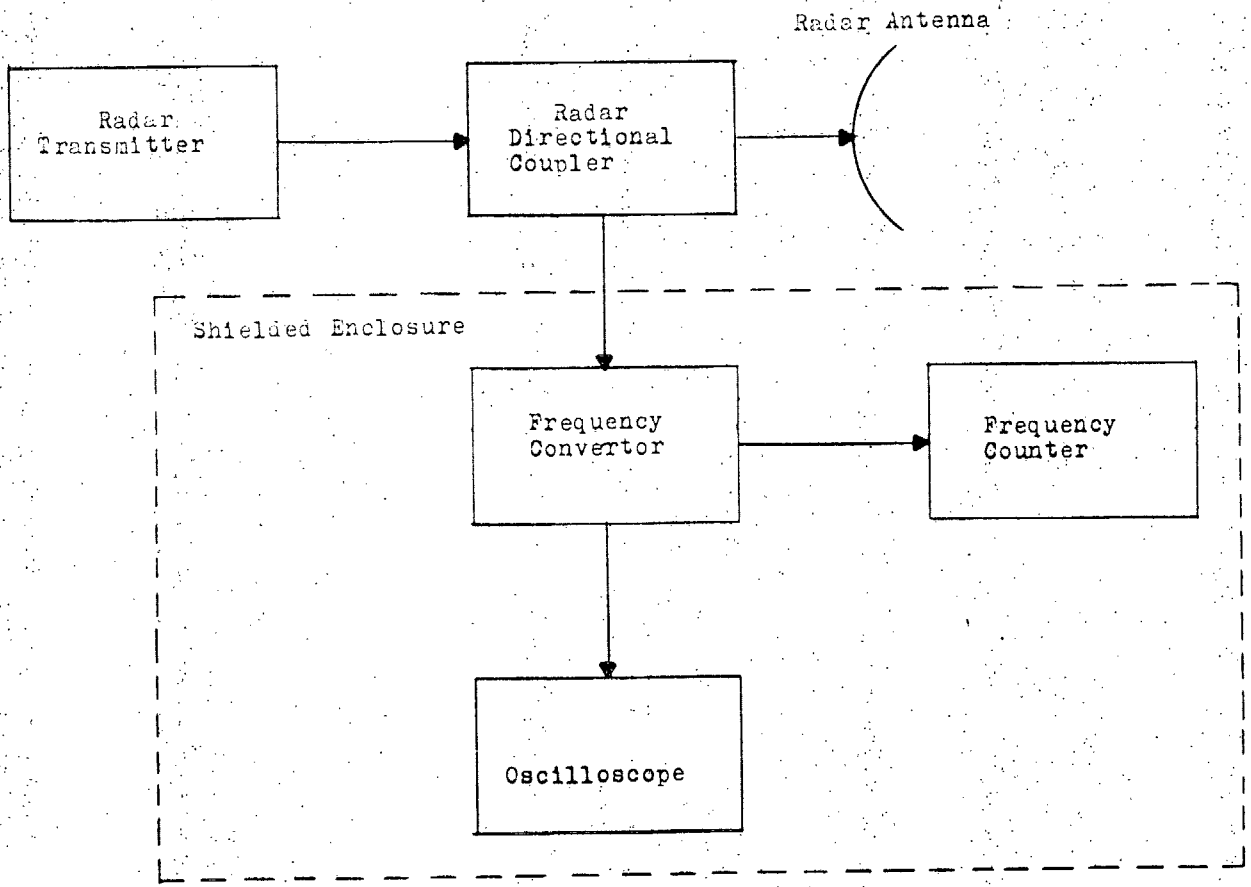 Radar Antenna
Radar
Transmitter
Radar
Directional
Coupler
Shielded Enclosure
Frequency
Convertor
Frequency
Counter
Oscilloscope